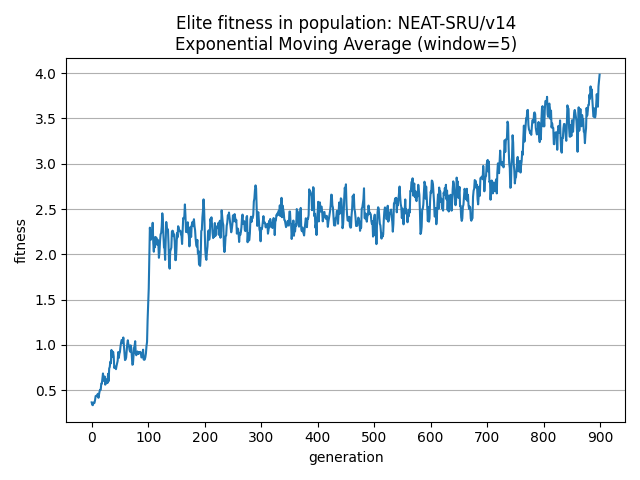 Elite fitness in population: NEAT-SRU/v14
Exponential Moving Average (window=5)
fitness
4.0
3.5
3.0
2.5
2.0
1.5
1.0
0.5
0 100 200 300 400 500 600 700 800 900
generation